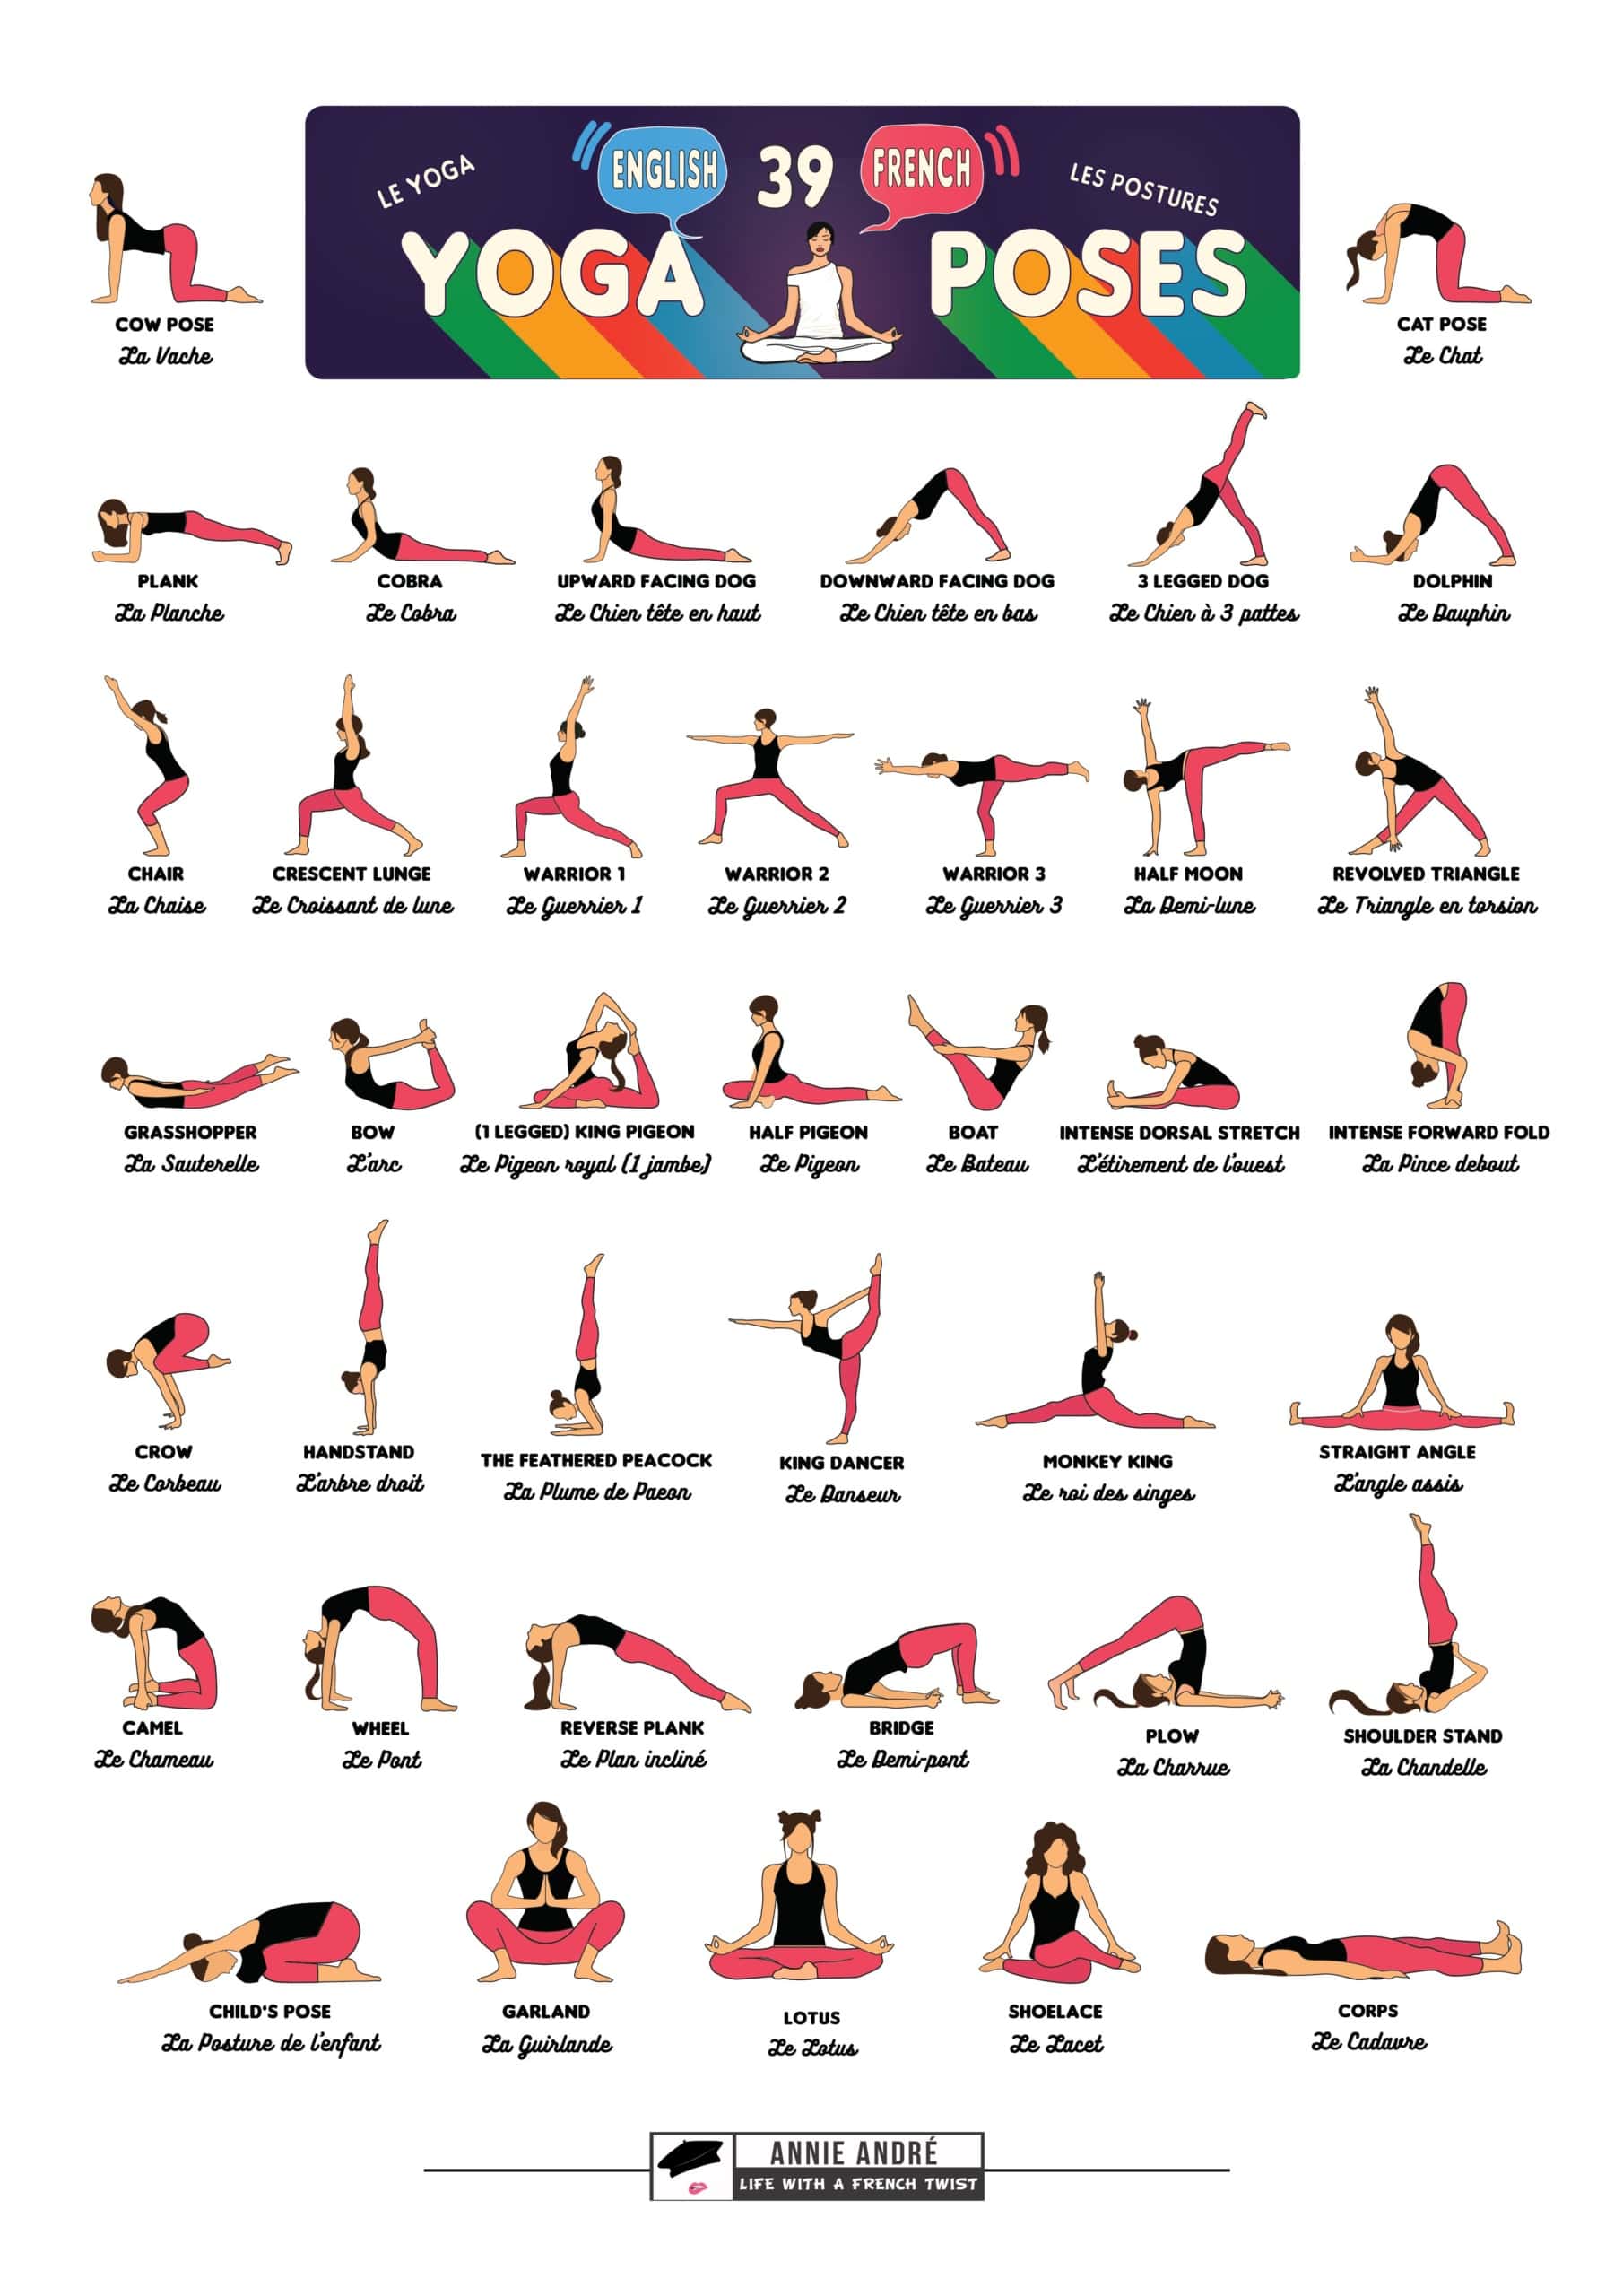 LE YOGA
ENGLISH
39
FRENCH
LES POSTURES
YOGA POSES
COW POSE
La Vache
CAT POSE
Le Chat
PLANK
La Planche
COBRA
Le Cobra
UPWARD FACING DOG
Le Chien tête en haut
DOWNWARD FACING DOG
Le Chien tête en bas
3 LEGGED DOG
Le Chien à 3 pattes
DOLPHIN
Le Dauphin
CHAIR
La Chaise
CRESCENT LUNGE
Le Croissant de lune
WARRIOR 1
Le Guerrier 1
WARRIOR 2
Le Guerrier 2
WARRIOR 3
Le Guerrier 3
HALF MOON
La Demi-lune
REVOLVED TRIANGLE
Le Triangle en torsion
GRASSHOPPER
La Sauterelle
BOW
L'arc
(1 LEGGED) KING PIGEON
Le Pigeon royal (1 jambe)
HALF PIGEON
Le Pigeon
BOAT
Le Bateau
INTENSE DORSAL STRETCH
L'étirement de l'ouest
INTENSE FORWARD FOLD
La Pince debout
CROW
Le Corbeau
HANDSTAND
L'arbre droit
THE FEATHERED PEACOCK
La Plume de Paeon
KING DANCER
Le Danseur
MONKEY KING
Le roi des singes
STRAIGHT ANGLE
L'angle assis
CAMEL
Le Chameau
WHEEL
Le Pont
REVERSE PLANK
Le Plan incliné
BRIDGE
Le Demi-pont
PLOW
La Charrue
SHOULDER STAND
La Chandelle
CHILD'S POSE
La Posture de l'enfant
GARLAND
La Guirlande
LOTUS
Le Lotus
SHOELACE
Le Lacet
CORPS
Le Cadavre
ANNIE ANDRÉ
LIFE WITH A FRENCH TWIST